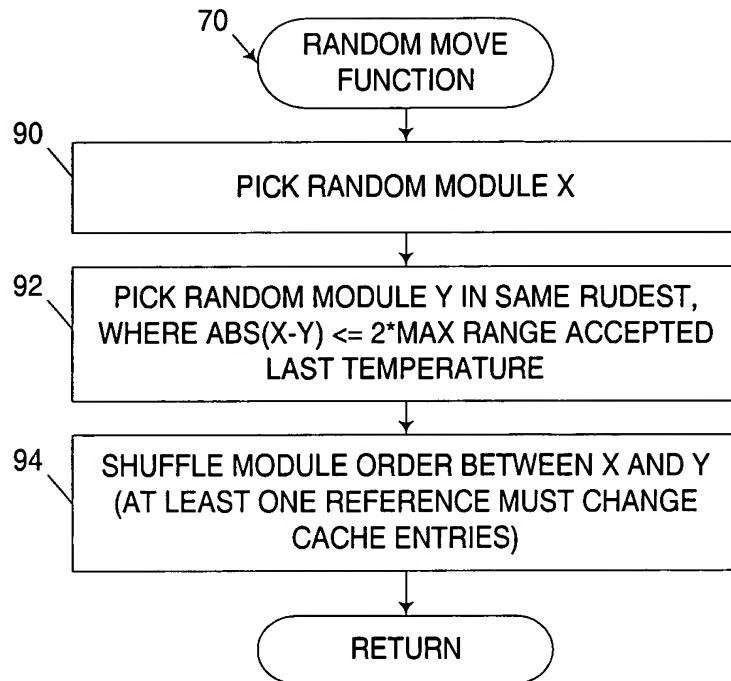 70
RANDOM MOVE
FUNCTION
90
PICK RANDOM MODULE X
92
PICK RANDOM MODULE Y IN SAME RUDEST,
WHERE ABS(X-Y) <= 2*MAX RANGE ACCEPTED
LAST TEMPERATURE
94
SHUFFLE MODULE ORDER BETWEEN X AND Y
(AT LEAST ONE REFERENCE MUST CHANGE
CACHE ENTRIES)
RETURN